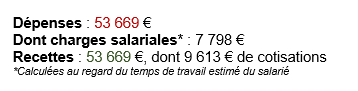 Dépenses : 53 669 €
Dont charges salariales* : 7 798 €
Recettes : 53 669 €, dont 9 613 € de cotisations
*Calculées au regard du temps de travail estimé du salarié